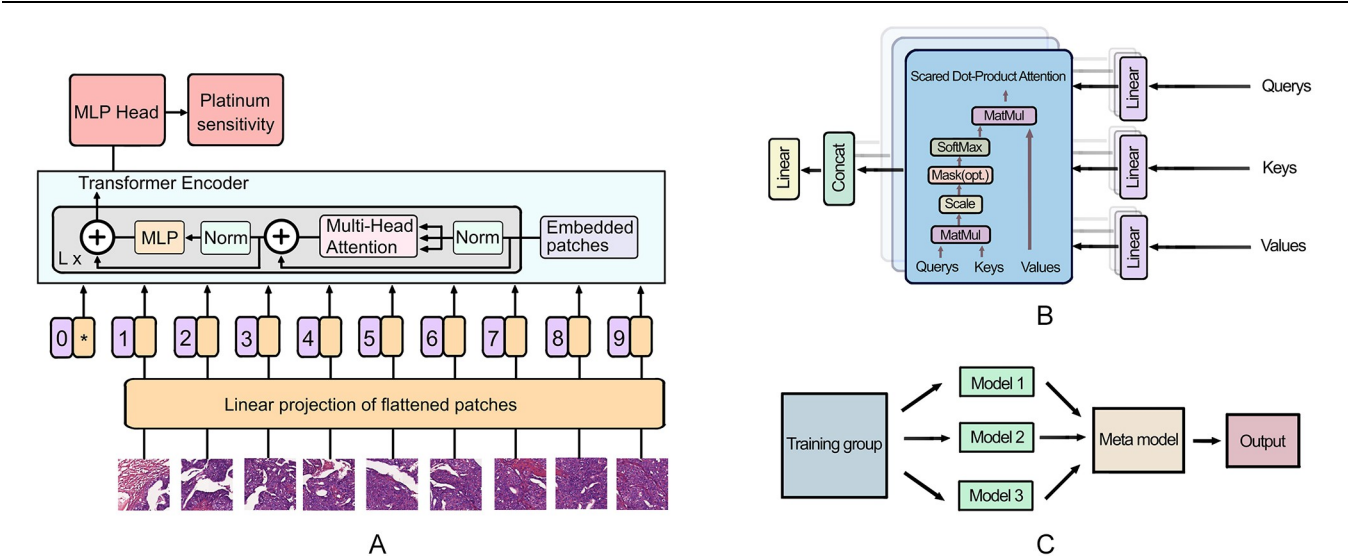 MLP Head
Platinum
sensitivity
Transformer Encoder
MLP
Norm
Multi-Head
Attention
Norm
Embedded
patches
L x
0 *
1
2
3
4
5
6
7
8
9
Linear projection of flattened patches
A
Scared Dot-Product Attention
MatMul
SoftMax
Mask(opt.)
Scale
MatMul
Querys
Keys
Values
Linear
Concat
Linear
Querys
Linear
Keys
Linear
Values
B
Training group
Model 1
Model 2
Model 3
Meta model
Output
C